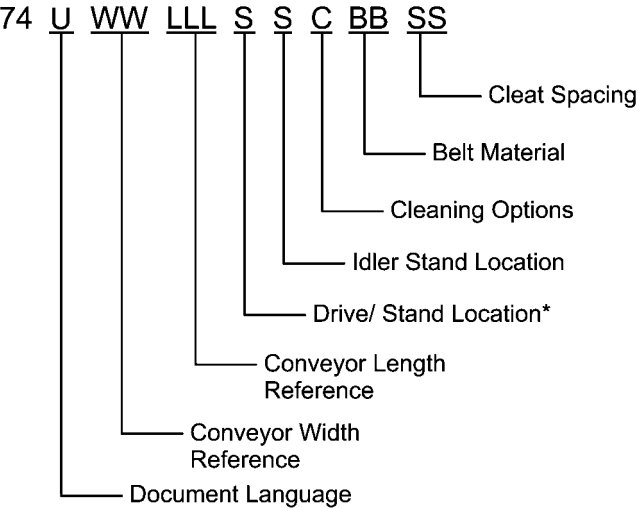 74 U WW LLL S S C BB SS
Cleat Spacing
Belt Material
Cleaning Options
Idler Stand Location
Drive/ Stand Location*
Conveyor Length
Reference
Conveyor Width
Reference
Document Language